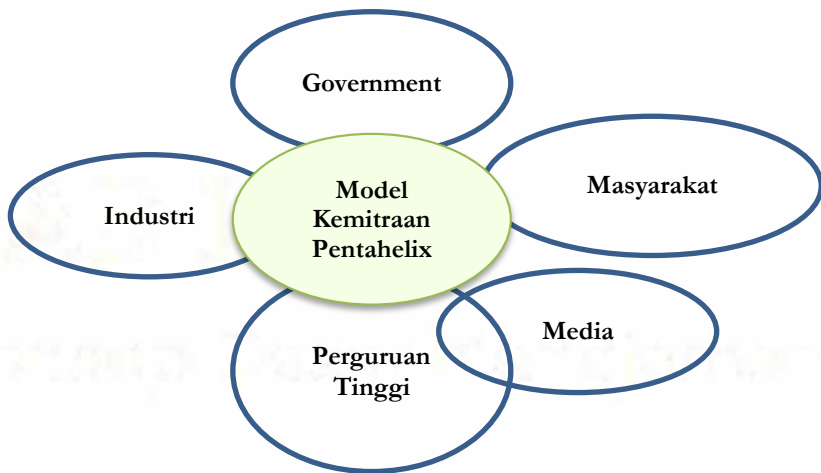 Government
Masyarakat
Industri
Model
Kemitraan
Pentahelix
Media
Perguruan
Tinggi